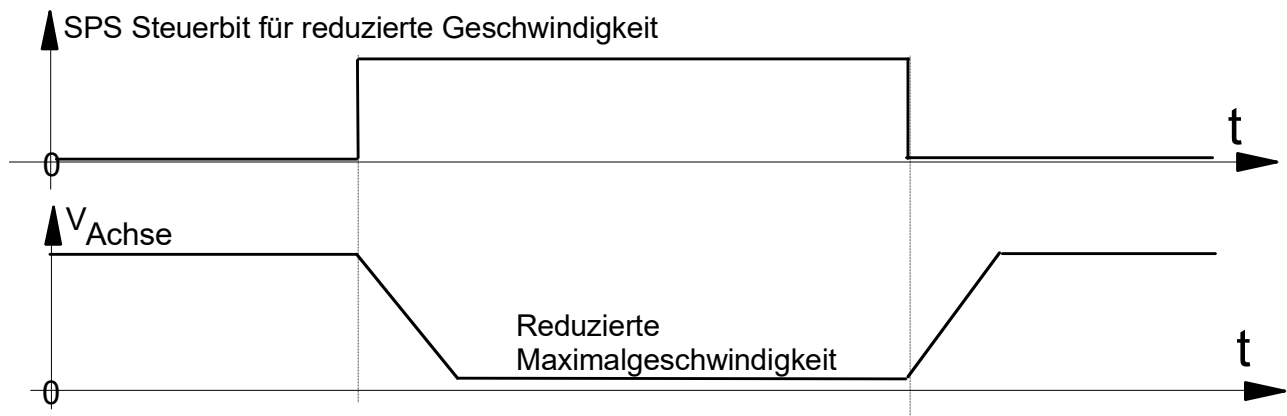 SPS Steuerbit für reduzierte Geschwindigkeit
t
0
VAchse
Reduzierte
Maximalgeschwindigkeit
t
0